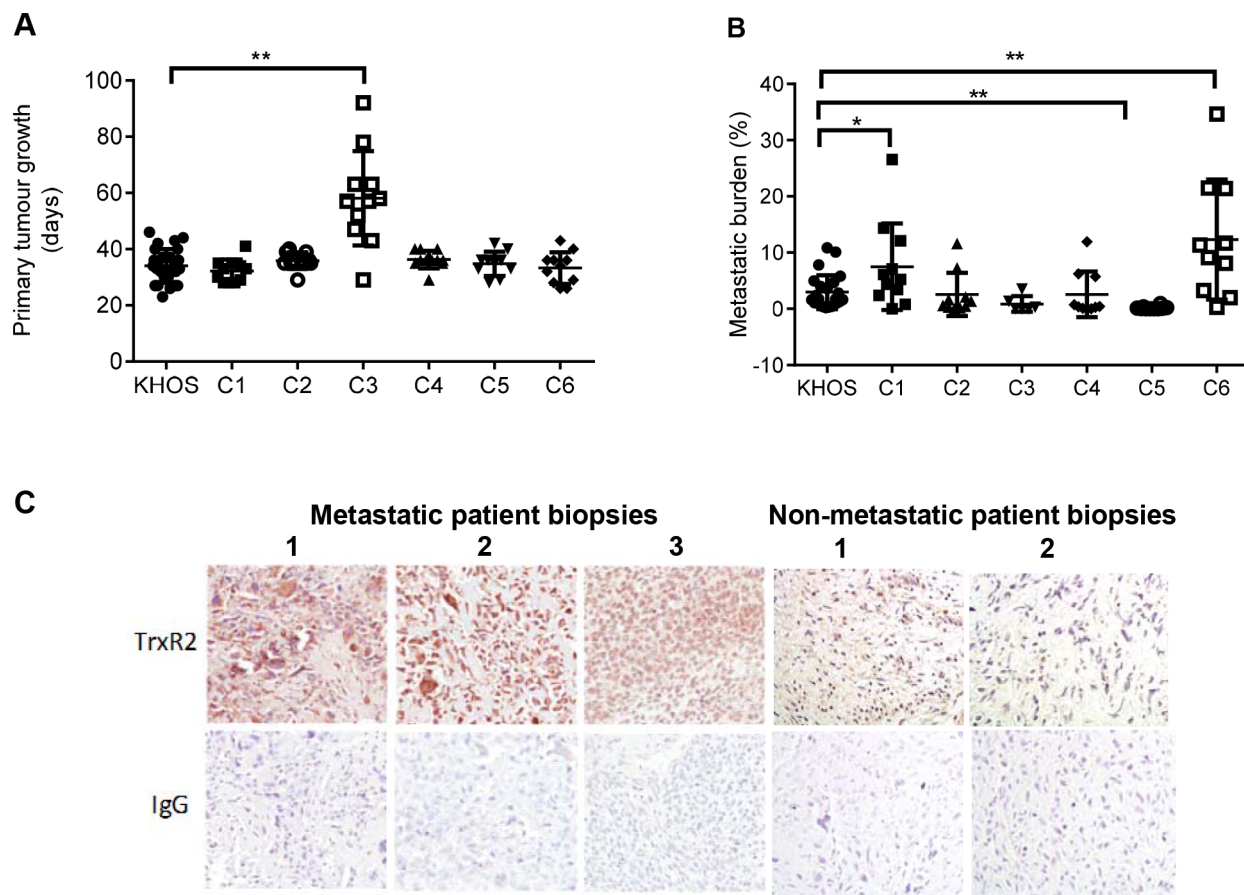 A
Primary tumour growth
(days)
100
80
60
40
20
0
**
KHOS C1 C2 C3 C4 C5 C6
B
Metastatic burden (%)
40
30
20
10
0
-10
**
**
*
KHOS C1 C2 C3 C4 C5 C6
C
Metastatic patient biopsies
Non-metastatic patient biopsies
1 2 3 1 2
TrxR2
IgG